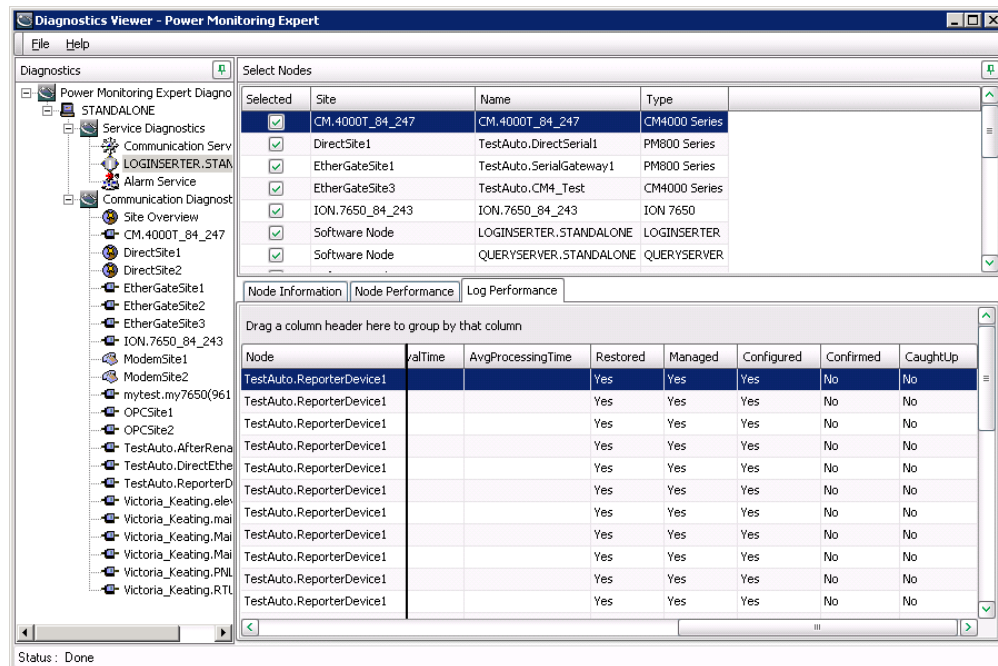 Diagnostics Viewer - Power Monitoring Expert
File Help
Diagnostics
Power Monitoring Expert Diagno
STANDALONE
Service Diagnostics
Communication Serv
LOGINSERTER.STAN
Alarm Service
Communication Diagnost
Site Overview
CM.4000T_84_247
DirectSite1
DirectSite2
EtherGateSite1
EtherGateSite2
EtherGateSite3
ION.7650_84_243
ModemSite1
ModemSite2
mytest.my7650(961
OPCSite1
OPCSite2
TestAuto.AfterRena
TestAuto.DirectEthe
TestAuto.ReporterD
Victoria_Keating.elev
Victoria_Keating.mai
Victoria_Keating.Mai
Victoria_Keating.Mai
Victoria_Keating.PNL
Victoria_Keating.RTU
Select Nodes
Selected Site Name Type
CM.4000T_84_247 CM.4000T_84_247 CM4000 Series
DirectSite1 TestAuto.DirectSerial1 PM800 Series
EtherGateSite1 TestAuto.SerialGateway1 PM800 Series
EtherGateSite3 TestAuto.CM4_Test CM4000 Series
ION.7650_84_243 ION.7650_84_243 ION 7650
Software Node LOGINSERTER.STANDALONE LOGINSERTER
Software Node QUERYSERVER.STANDALONE QUERYSERVER
Node Information Node Performance Log Performance
Drag a column header here to group by that column
Node valTime AvgProcessingTime Restored Managed Configured Confirmed CaughtUp
TestAuto.ReporterDevice1 Yes Yes Yes No No
TestAuto.ReporterDevice1 Yes Yes Yes No No
TestAuto.ReporterDevice1 Yes Yes Yes No No
TestAuto.ReporterDevice1 Yes Yes Yes No No
TestAuto.ReporterDevice1 Yes Yes Yes No No
TestAuto.ReporterDevice1 Yes Yes Yes No No
TestAuto.ReporterDevice1 Yes Yes Yes No No
TestAuto.ReporterDevice1 Yes Yes Yes No No
TestAuto.ReporterDevice1 Yes Yes Yes No No
TestAuto.ReporterDevice1 Yes Yes Yes No No
TestAuto.ReporterDevice1 Yes Yes Yes No No
Status : Done